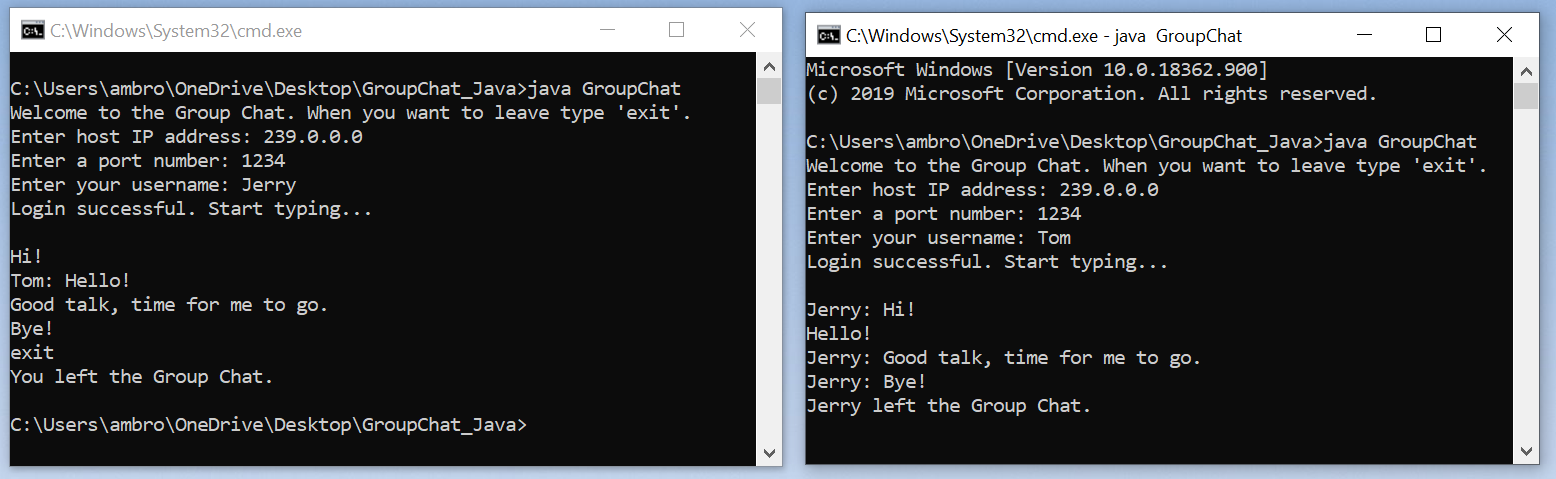 C:\Windows\System32\cmd.exe
C:\Users\ambro\OneDrive\Desktop\GroupChat_Java>java GroupChat
Welcome to the Group Chat. When you want to leave type 'exit'.
Enter host IP address: 239.0.0.0
Enter a port number: 1234
Enter your username: Jerry
Login successful. Start typing...
Hi!
Tom: Hello!
Good talk, time for me to go.
Bye!
exit
You left the Group Chat.
C:\Users\ambro\OneDrive\Desktop\GroupChat_Java>
C:\Windows\System32\cmd.exe - java  GroupChat
Microsoft Windows [Version 10.0.18362.900]
(c) 2019 Microsoft Corporation. All rights reserved.
C:\Users\ambro\OneDrive\Desktop\GroupChat_Java>java GroupChat
Welcome to the Group Chat. When you want to leave type 'exit'.
Enter host IP address: 239.0.0.0
Enter a port number: 1234
Enter your username: Tom
Login successful. Start typing...
Jerry: Hi!
Hello!
Jerry: Good talk, time for me to go.
Jerry: Bye!
Jerry left the Group Chat.